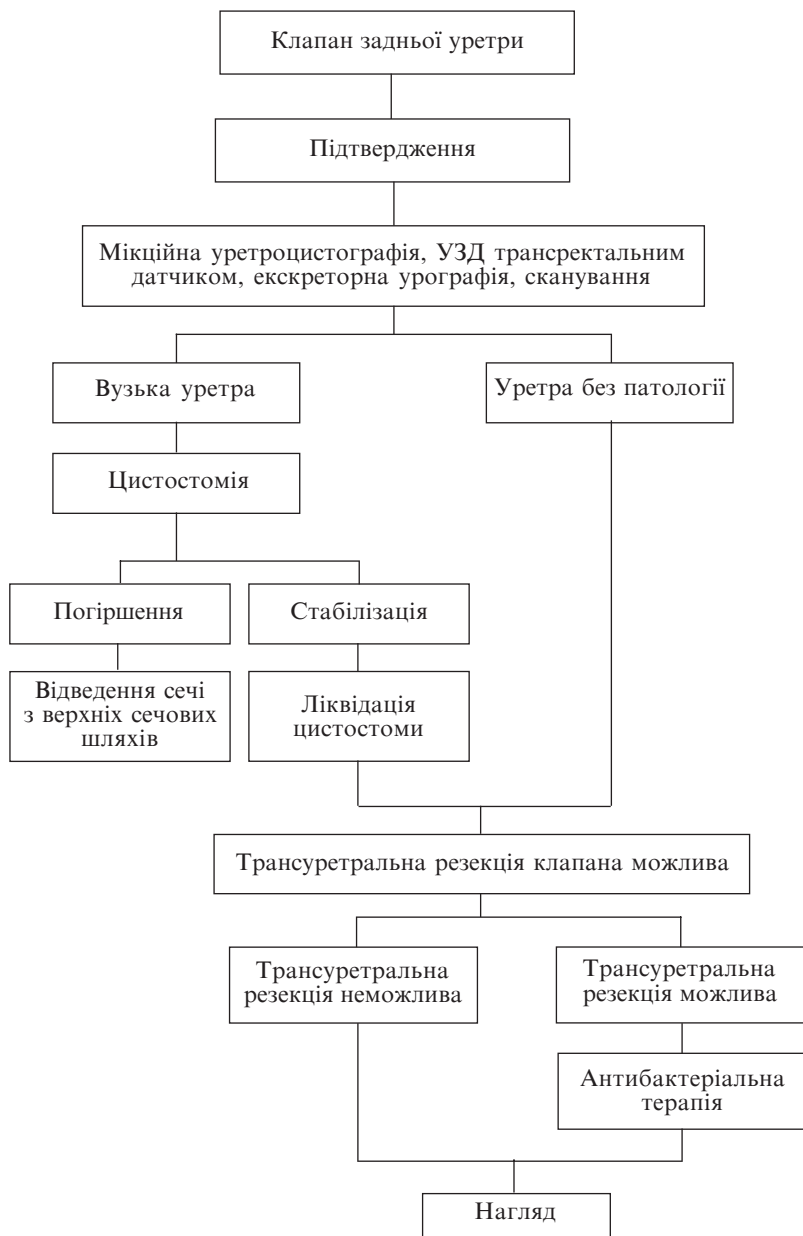 Клапан задньої уретри
Підтвердження
Мікційна уретроцистографія, УЗД трансректальним
датчиком, екскреторна урографія, сканування
Вузька уретра
Уретра без патології
Цистостомія
Погіршення
Стабілізація
Відведення сечі
з верхніх сечових
шляхів
Ліквідація
цистостоми
Трансуретральна резекція клапана можлива
Трансуретральна
резекція неможлива
Трансуретральна
резекція можлива
Антибактеріальна
терапія
Нагляд